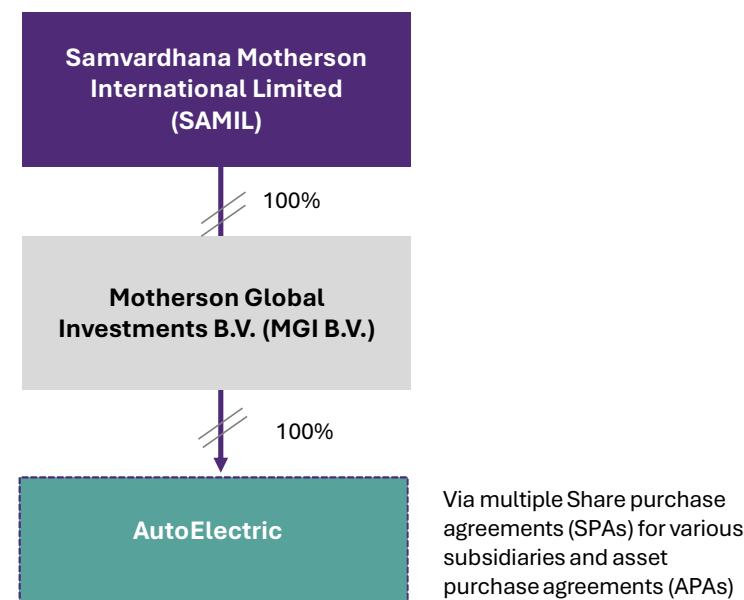 Samvardhana Motherson
International Limited
(SAMIL)
100%
Motherson Global
Investments B.V. (MGI B.V.)
100%
AutoElectric
Via multiple Share purchase
agreements (SPAs) for various
subsidiaries and asset
purchase agreements (APAs)